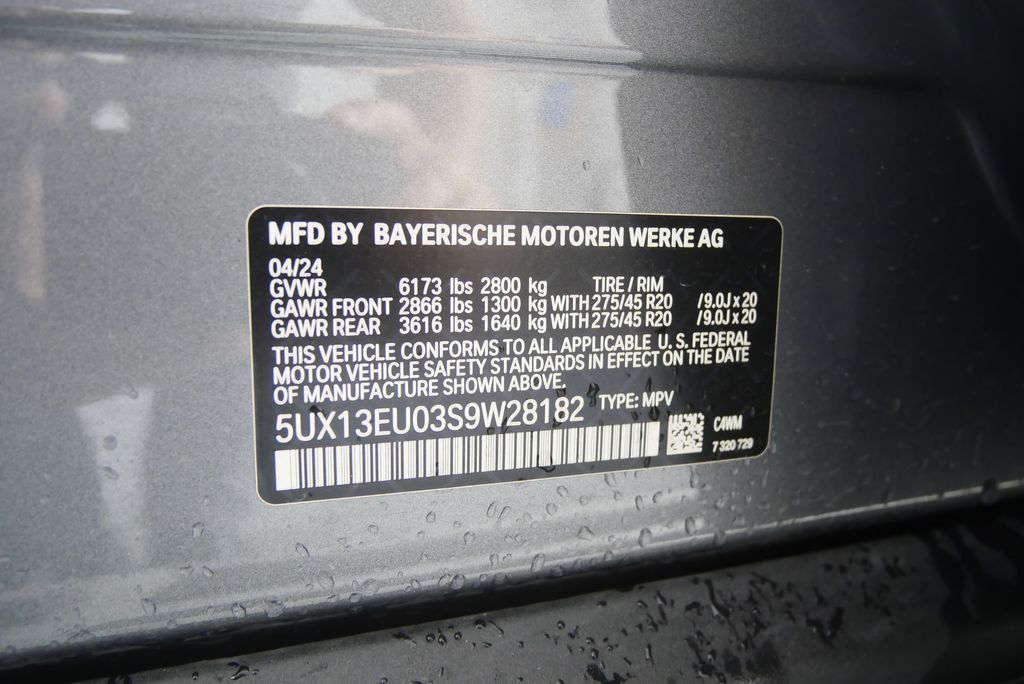 MFD BY BAYERISCHE MOTOREN WERKE AG
04/24
GVWR 6173 lbs 2800 kg TIRE / RIM
GAWR FRONT 2866 lbs 1300 kg WITH 275/45 R20 /9.0J x 20
GAWR REAR 3616 lbs 1640 kg WITH 275/45 R20 /9.0J x 20
THIS VEHICLE CONFORMS TO ALL APPLICABLE U.S. FEDERAL
MOTOR VEHICLE SAFETY STANDARDS IN EFFECT ON THE DATE
OF MANUFACTURE SHOWN ABOVE.
5UX13EU03S9W28182 TYPE: MPV
C4WM
7 320 729